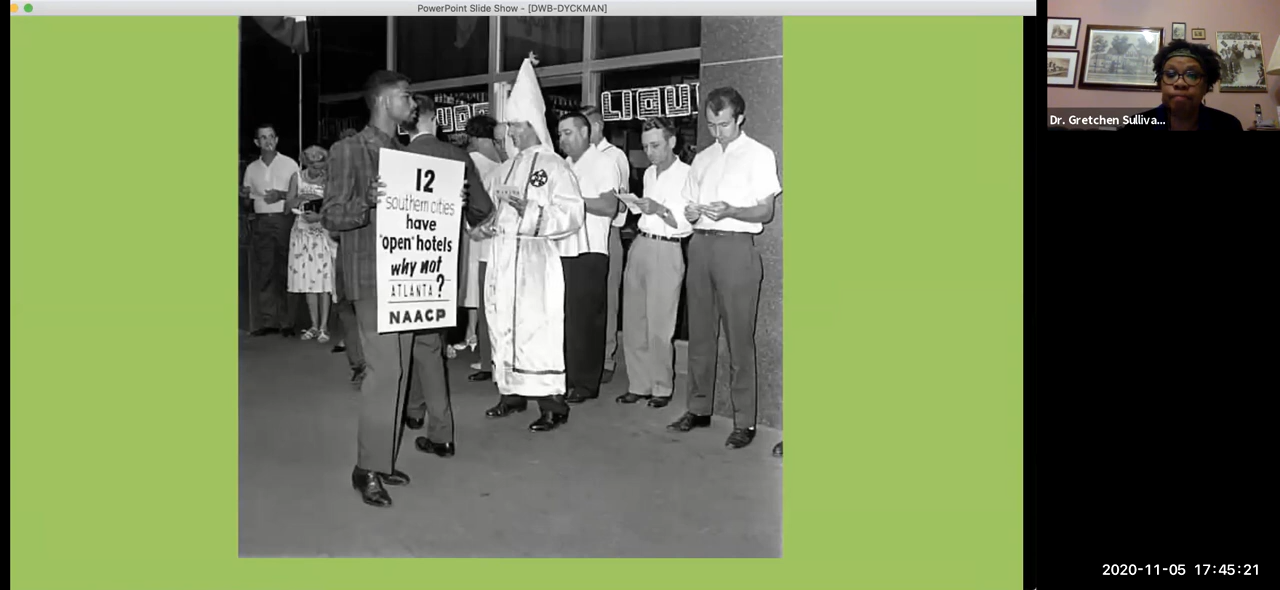 PowerPoint Slide Show - [DWB-DYCKMAN]
LIQU
12
southern cities
have
"open" hotels
why not
ATLANTA?
NAACP
Dr. Gretchen Sulliva...
2020-11-05 17:45:21